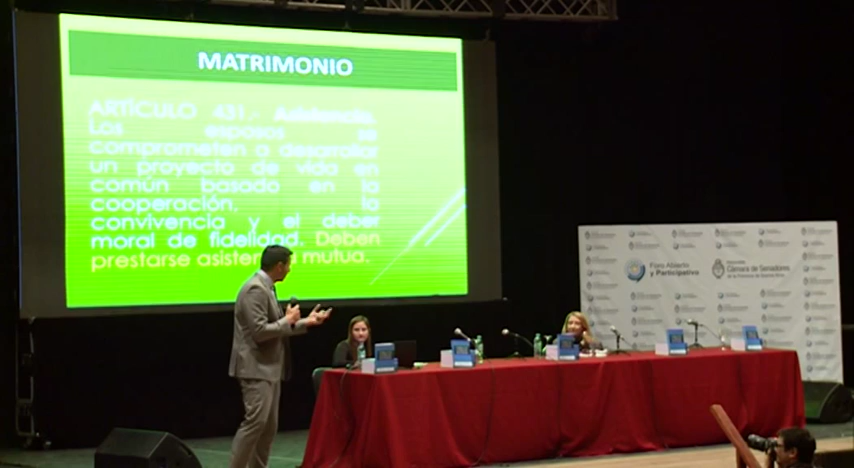 MATRIMONIO
ARTÍCULO 431.- Asistencia.
Los esposos se
comprometen a desarrollar
un proyecto de vida en
común basado en la
cooperación, la
convivencia y el deber
moral de fidelidad. Deben
prestarse asistencia mutua.
Foro Abierto
y Participativo
Cámara de Senadores